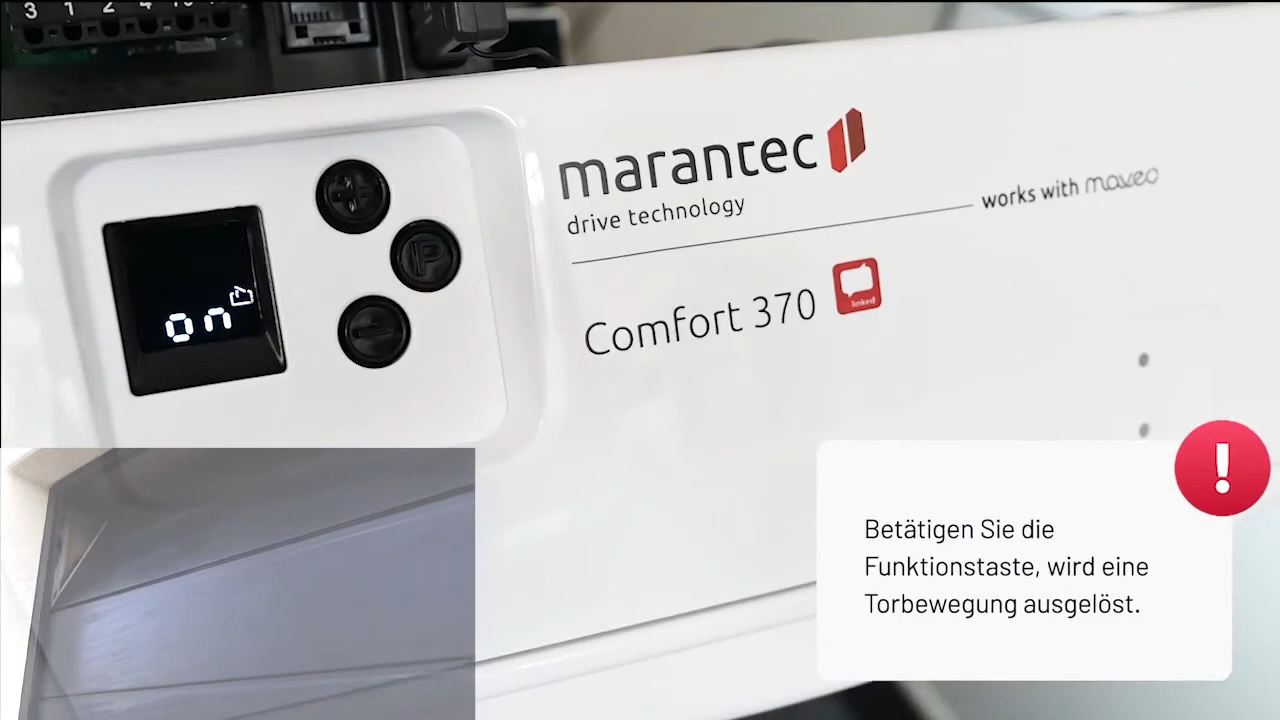 3 1 2 4
marantec
drive technology
works with maveo
P
on
Comfort 370
linked
!
Betätigen Sie die
Funktionstaste, wird eine
Torbewegung ausgelöst.